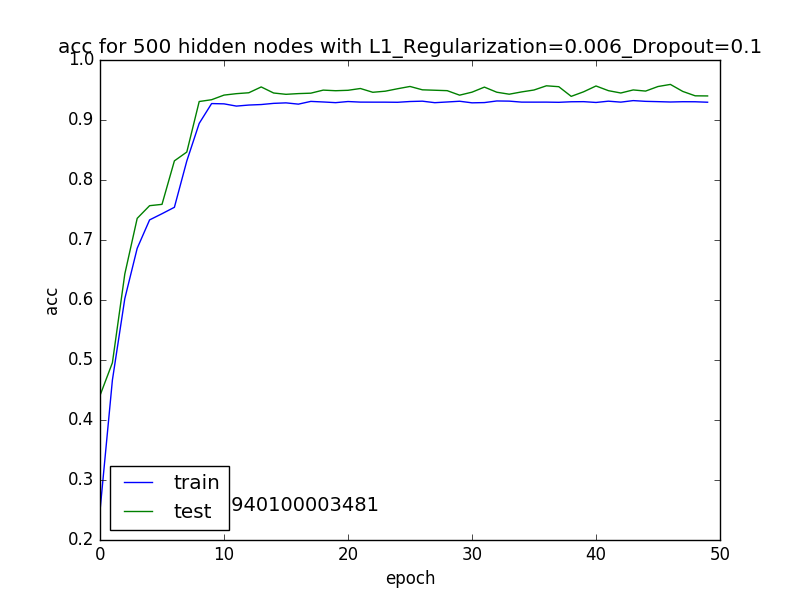 acc for 500 hidden nodes with L1_Regularization=0.006_Dropout=0.1
1.0
0.9
0.8
0.7
0.6
0.5
0.4
0.3
0.2
acc
train
test
940100003481
0 10 20 30 40 50
epoch